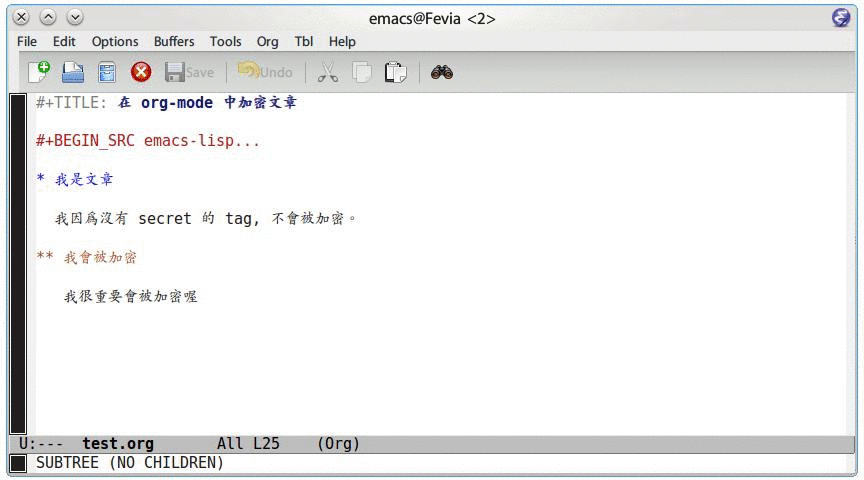 emacs@Fevia <2>
File Edit Options Buffers Tools Org Tbl Help
Save Undo
#+TITLE: 在 org-mode 中加密文章
#+BEGIN_SRC emacs-lisp...
* 我是文章
我因爲沒有 secret 的 tag, 不會被加密。
** 我會被加密
我很重要會被加密喔
U:--- test.org All L25 (Org)
SUBTREE (NO CHILDREN)